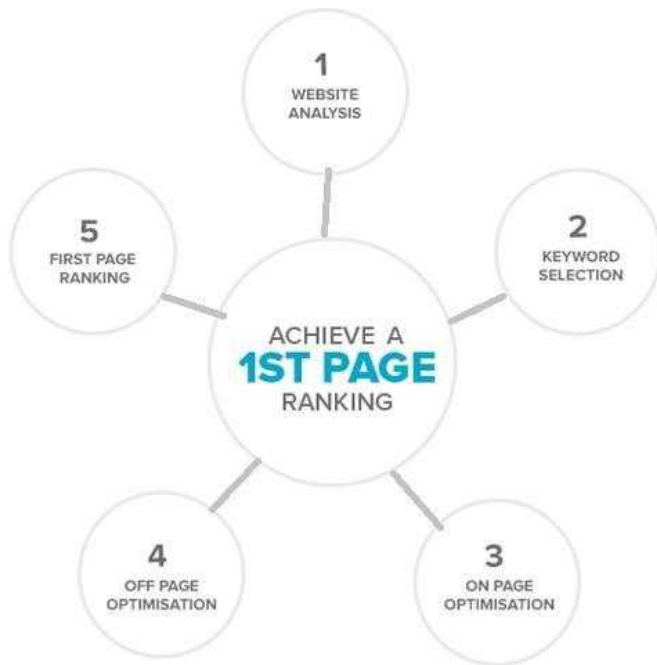 1
WEBSITE
ANALYSIS
2
KEYWORD
SELECTION
3
ON PAGE
OPTIMISATION
4
OFF PAGE
OPTIMISATION
5
FIRST PAGE
RANKING
ACHIEVE A
1ST PAGE
RANKING